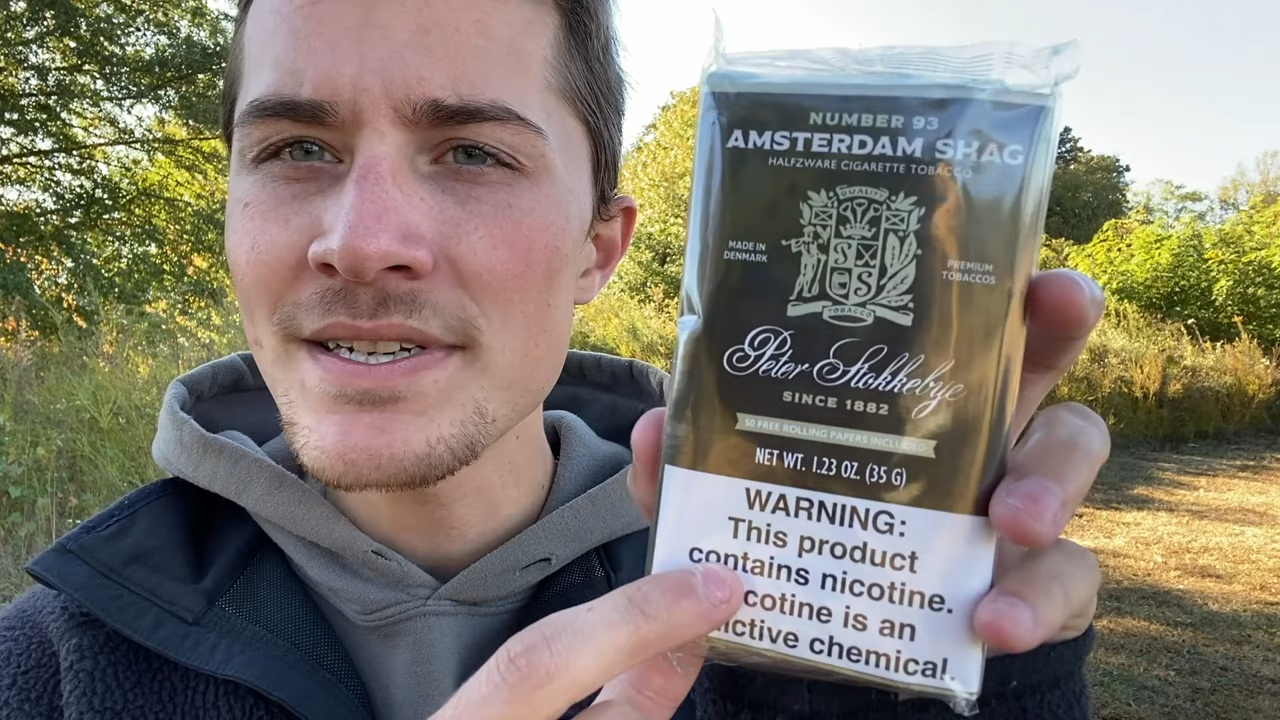 NUMBER 93
AMSTERDAM SHAG
HALFZWARE CIGARETTE TOBACCO
QUALITY
MADE IN
DENMARK
PREMIUM
TOBACCOS
S S
& S
TOBACCO
Peter Stokkebye
SINCE 1882
50 FREE ROLLING PAPERS INCLUDED
NET WT. 1.23 OZ. (35 G)
WARNING:
This product
contains nicotine.
cotine is an
ictive chemical.